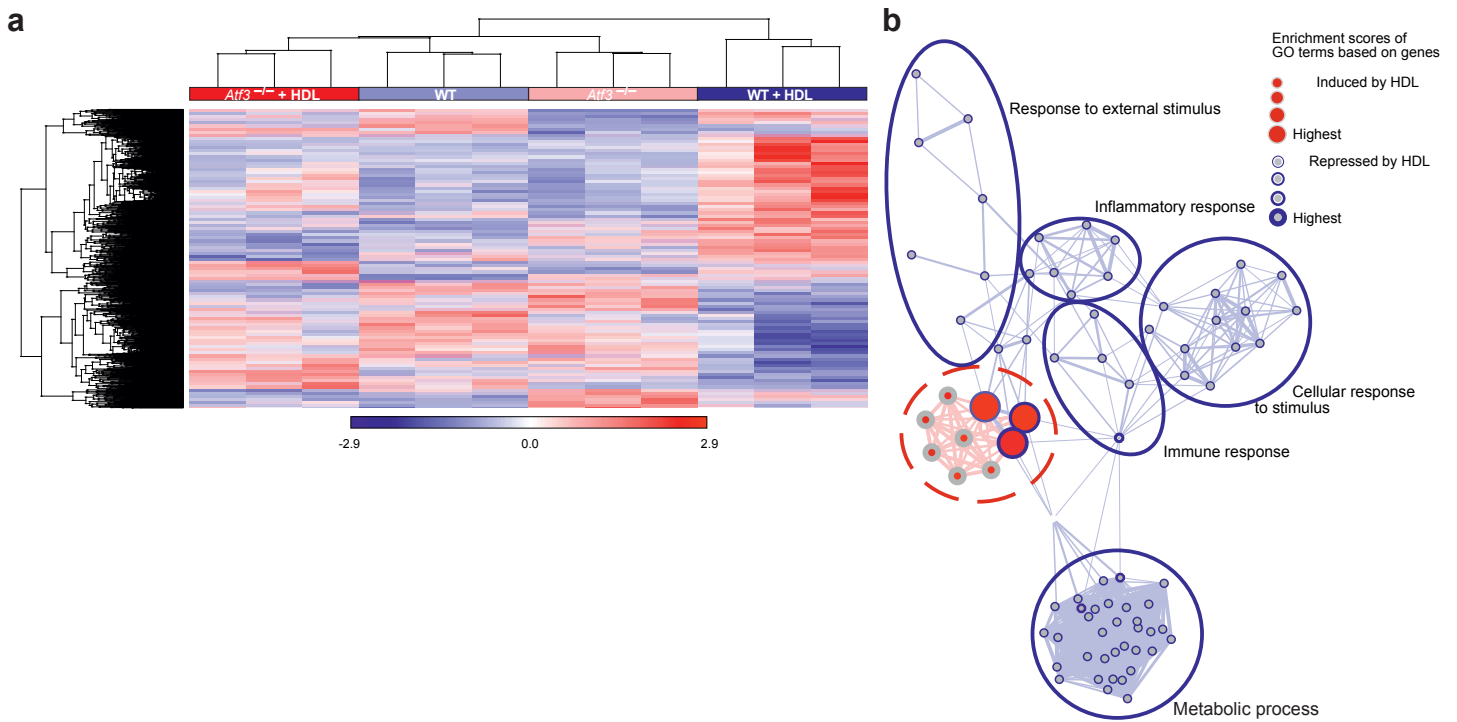 a
Atf3 –/– + HDL
WT
Atf3 –/–
WT + HDL
-2.9
0.0
2.9
b
Enrichment scores of
GO terms based on genes
Induced by HDL
Highest
Repressed by HDL
Highest
Response to external stimulus
Inflammatory response
Cellular response
to stimulus
Immune response
Metabolic process